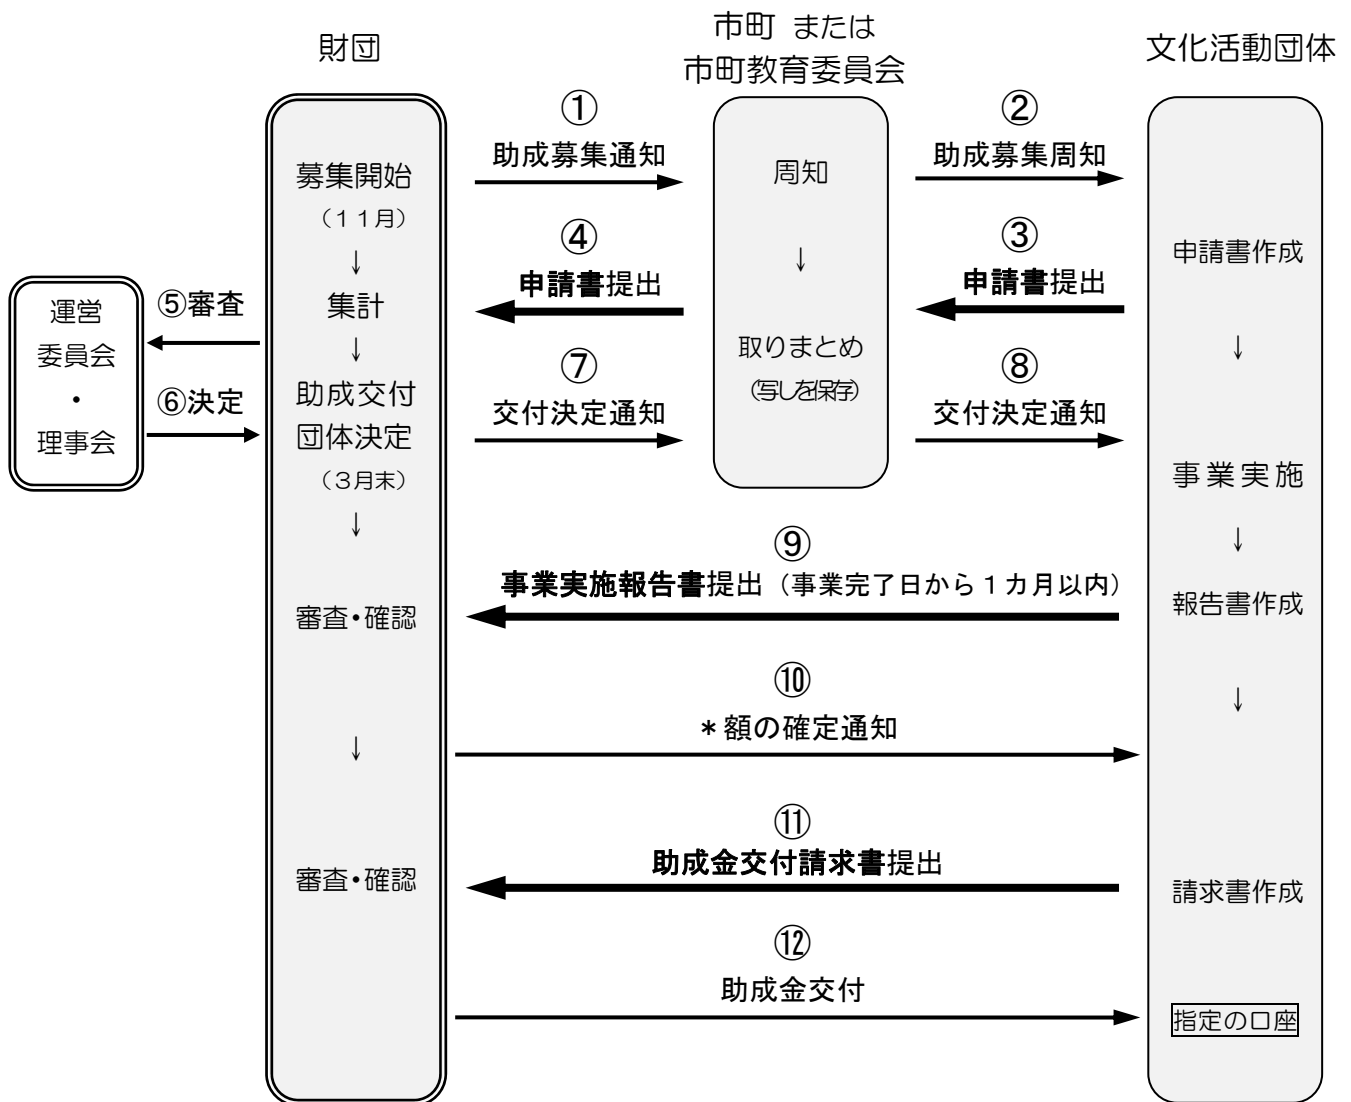 財団
市町 または
市町教育委員会
文化活動団体
①
助成募集通知
②
助成募集周知
募集開始
（１１月）
周知
④
申請書提出
③
申請書提出
申請書作成
↓
↓
運営
委員会
・
理事会
⑤審査
⑥決定
集計
↓
助成交付
団体決定
（３月末）
取りまとめ
(写しを保存)
↓
⑦
交付決定通知
⑧
交付決定通知
事業実施
↓
↓
⑨
事業実施報告書提出（事業完了日から１カ月以内）
審査・確認
報告書作成
⑩
＊額の確定通知
↓
↓
⑪
助成金交付請求書提出
審査・確認
請求書作成
⑫
助成金交付
指定の口座